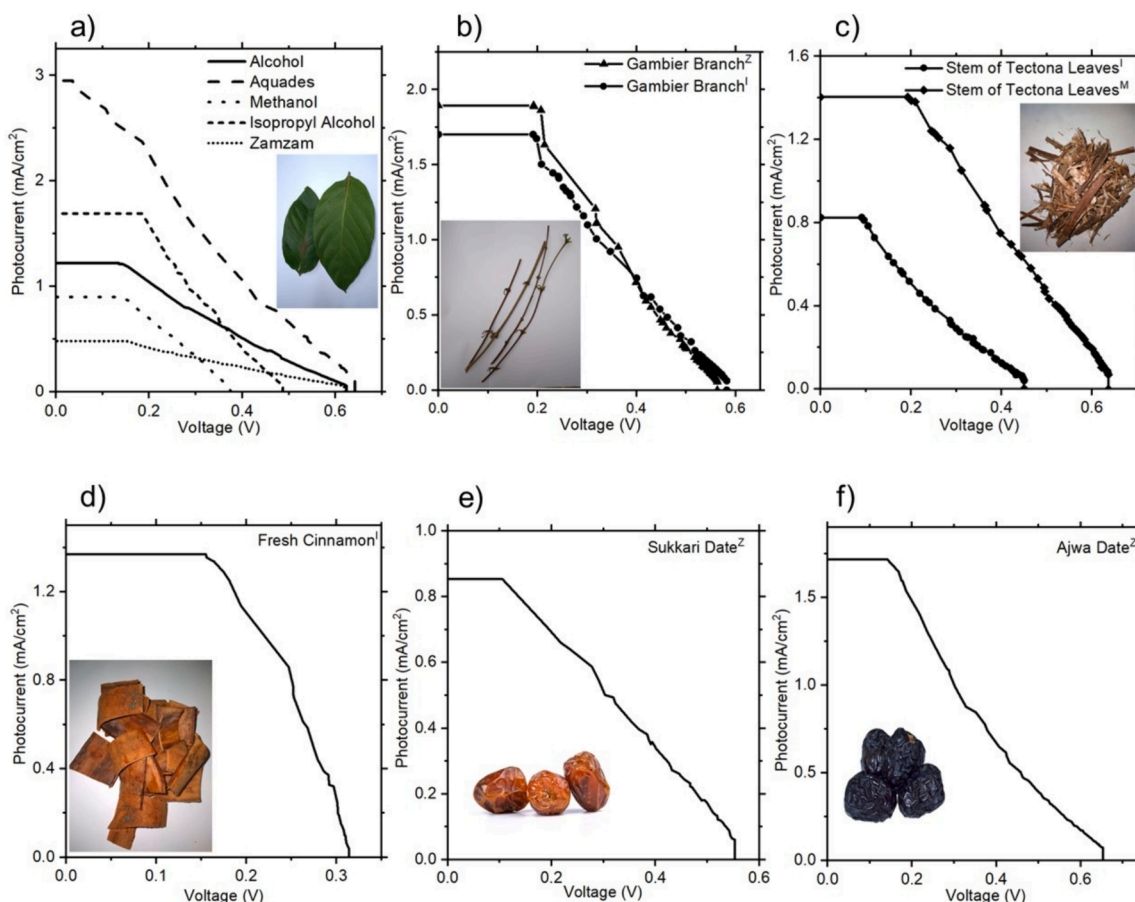 a)
Alcohol
Aquades
Methanol
Isopropyl Alcohol
Zamzam
Photocurrent (mA/cm²)
3
2
1
0
0.0 0.2 0.4 0.6
Voltage (V)
b)
Gambier Branchᶻ
Gambier Branchᴵ
Photocurrent (mA/cm²)
2.0
1.5
1.0
0.5
0.0
0.0 0.2 0.4 0.6
Voltage (V)
c)
Stem of Tectona Leavesᴵ
Stem of Tectona Leavesᴹ
Photocurrent (mA/cm²)
1.6
1.2
0.8
0.4
0.0
0.0 0.2 0.4 0.6
Voltage (V)
d)
Fresh Cinnamonᴵ
Photocurrent (mA/cm²)
1.2
0.8
0.4
0.0
0.0 0.1 0.2 0.3
Voltage (V)
e)
Sukkari Dateᶻ
Photocurrent (mA/cm²)
1.0
0.8
0.6
0.4
0.2
0.0
0.0 0.2 0.4 0.6
Voltage (V)
f)
Ajwa Dateᶻ
Photocurrent (mA/cm²)
1.5
1.0
0.5
0.0
0.0 0.2 0.4 0.6
Voltage (V)